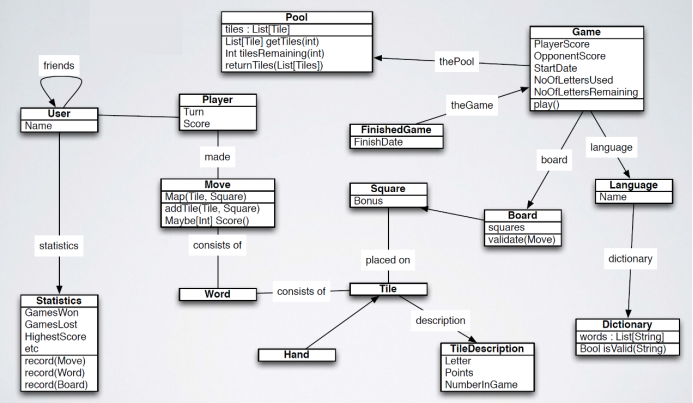 Pool
tiles : List[Tile]
List[Tile] getTiles(int)
Int tilesRemaining(int)
returnTiles(List[Tiles])
Game
PlayerScore
OpponentScore
StartDate
NoOfLettersUsed
NoOfLettersRemaining
play()
thePool
friends
User
Name
Player
Turn
Score
theGame
FinishedGame
FinishDate
made
board
language
Move
Map(Tile, Square)
addTile(Tile, Square)
Maybe[Int] Score()
Square
Bonus
Language
Name
Board
squares
validate(Move)
statistics
consists of
placed on
dictionary
Word
consists of
Tile
Statistics
GamesWon
GamesLost
HighestScore
etc
record(Move)
record(Word)
record(Board)
description
Hand
TileDescription
Letter
Points
NumberInGame
Dictionary
words : List[String]
Bool isValid(String)